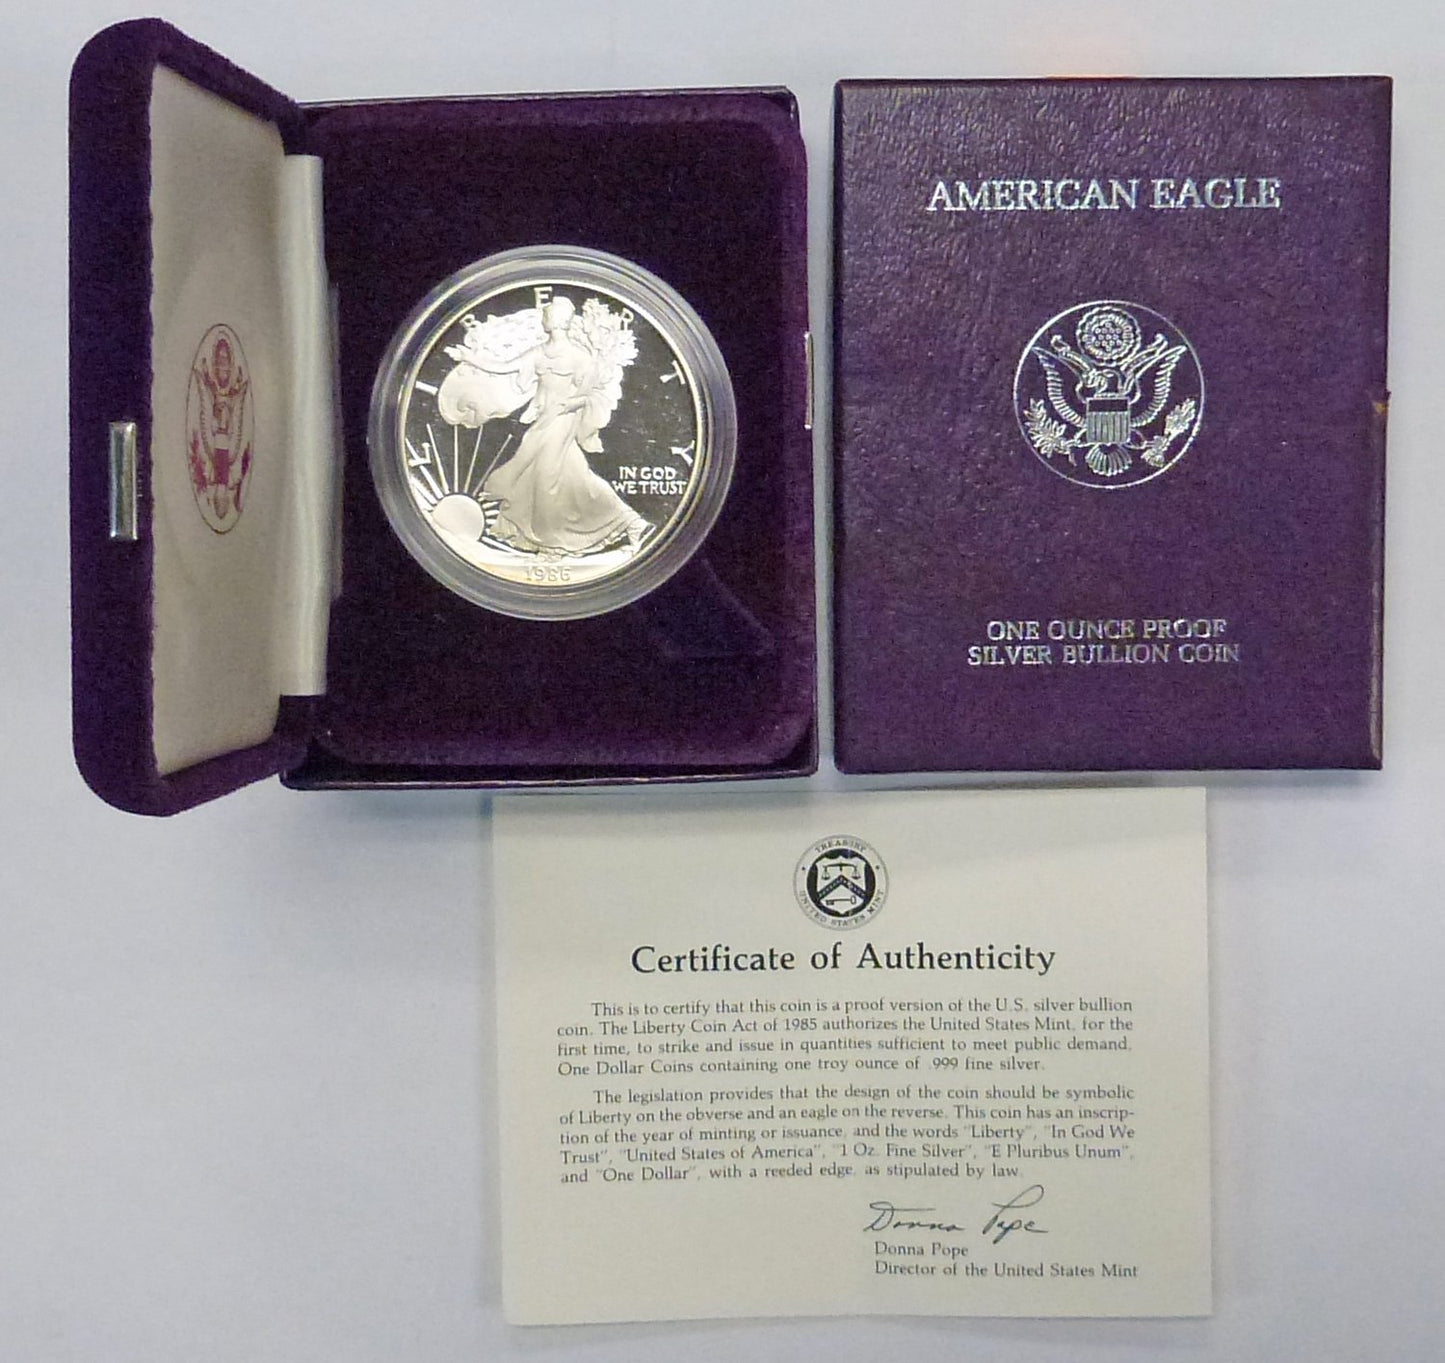 LIBERTY
IN GOD
WE TRUST
1986
AMERICAN EAGLE
ONE OUNCE PROOF
SILVER BULLION COIN
TREASURY
UNITED STATES MINT
Certificate of Authenticity
This is to certify that this coin is a proof version of the U.S. silver bullion
coin. The Liberty Coin Act of 1985 authorizes the United States Mint, for the
first time, to strike and issue in quantities sufficient to meet public demand,
One Dollar Coins containing one troy ounce of .999 fine silver.
The legislation provides that the design of the coin should be symbolic
of Liberty on the obverse and an eagle on the reverse. This coin has an inscrip-
tion of the year of minting or issuance, and the words "Liberty", "In God We
Trust", "United States of America", "1 Oz. Fine Silver", "E Pluribus Unum",
and "One Dollar", with a reeded edge, as stipulated by law.
Donna Pope
Donna Pope
Director of the United States Mint